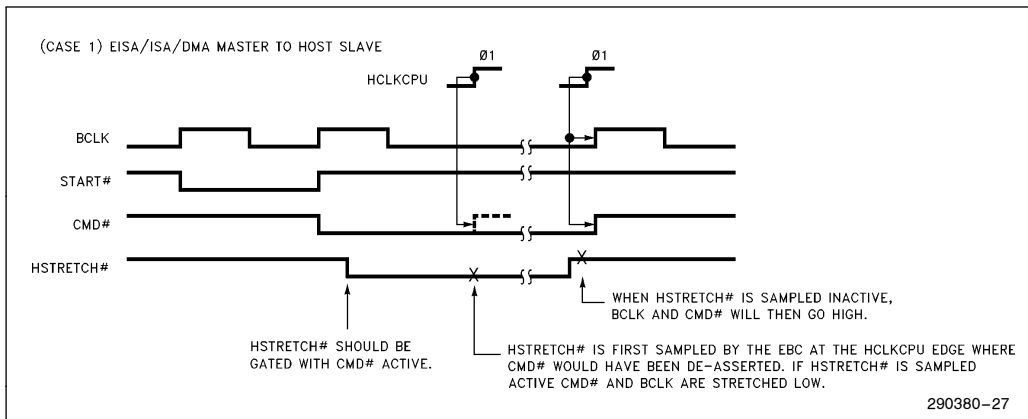 (CASE 1) EISA/ISA/DMA MASTER TO HOST SLAVE
Ø1
Ø1
HCLKCPU
BCLK
START#
CMD#
HSTRETCH#
WHEN HSTRETCH# IS SAMPLED INACTIVE,
BCLK AND CMD# WILL THEN GO HIGH.
HSTRETCH# SHOULD BE
GATED WITH CMD# ACTIVE.
HSTRETCH# IS FIRST SAMPLED BY THE EBC AT THE HCLKCPU EDGE WHERE
CMD# WOULD HAVE BEEN DE-ASSERTED. IF HSTRETCH# IS SAMPLED
ACTIVE CMD# AND BCLK ARE STRETCHED LOW.
290380-27